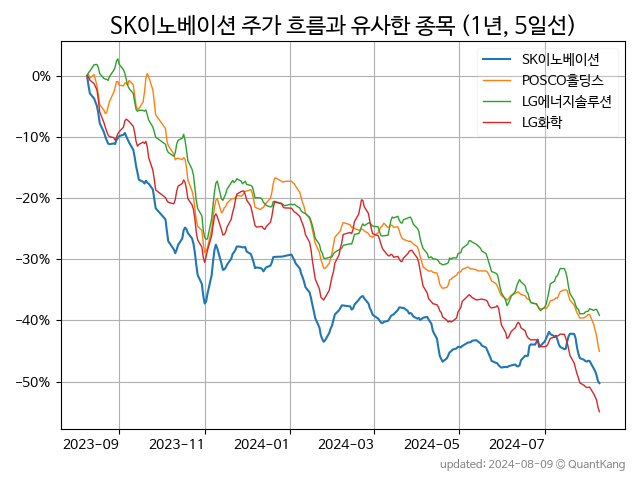 SK이노베이션 주가 흐름과 유사한 종목 (1년, 5일선)
SK이노베이션
POSCO홀딩스
LG에너지솔루션
LG화학
0%
−10%
−20%
−30%
−40%
−50%
2023-09 2023-11 2024-01 2024-03 2024-05 2024-07
updated: 2024-08-09 © QuantKang